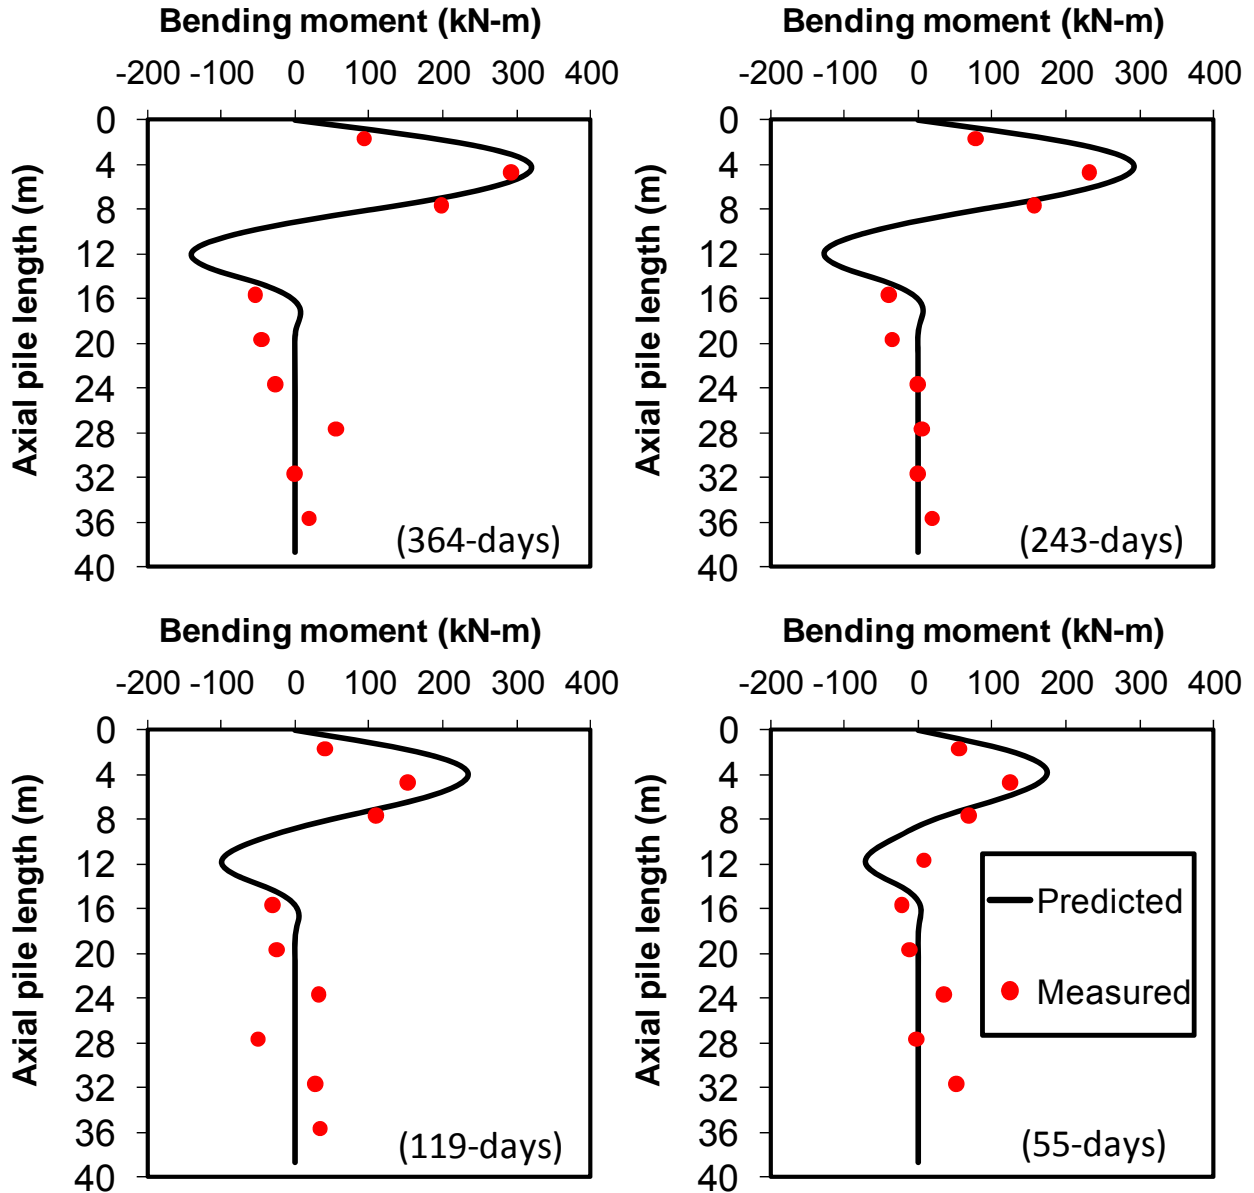 Bending moment (kN-m)
-200 -100 0 100 200 300 400
0
4
8
12
16
20
24
28
32
36
40
Axial pile length (m)
(364-days)
Bending moment (kN-m)
-200 -100 0 100 200 300 400
0
4
8
12
16
20
24
28
32
36
40
Axial pile length (m)
(243-days)
Bending moment (kN-m)
-200 -100 0 100 200 300 400
0
4
8
12
16
20
24
28
32
36
40
Axial pile length (m)
(119-days)
Bending moment (kN-m)
-200 -100 0 100 200 300 400
0
4
8
12
16
20
24
28
32
36
40
Axial pile length (m)
Predicted
Measured
(55-days)